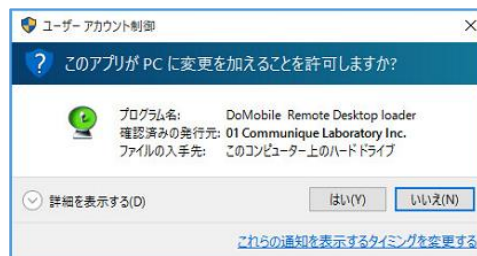 ユーザー アカウント制御
このアプリが PC に変更を加えることを許可しますか?
プログラム名: DoMobile Remote Desktop loader
確認済みの発行元: 01 Communique Laboratory Inc.
ファイルの入手先: このコンピューター上のハード ドライブ
詳細を表示する(D)
はい(Y) いいえ(N)
これらの通知を表示するタイミングを変更する